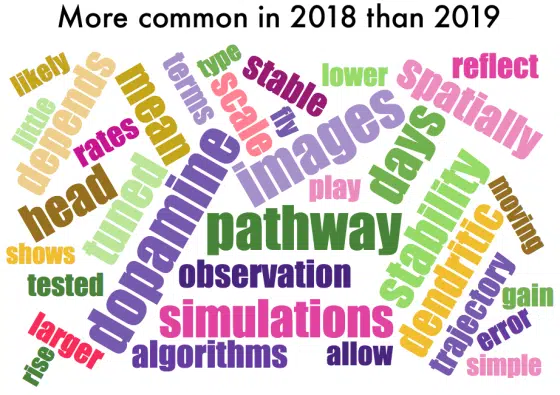 More common in 2018 than 2019
likely
little
depends
mean
terms
type
scale
stable
fly
lower
spatially
reflect
rates
images
days
head
tuned
dopamine
play
pathway
stability
dendritic
moving
shows
tested
observation
simulations
trajectory
gain
error
larger
rise
algorithms
allow
simple